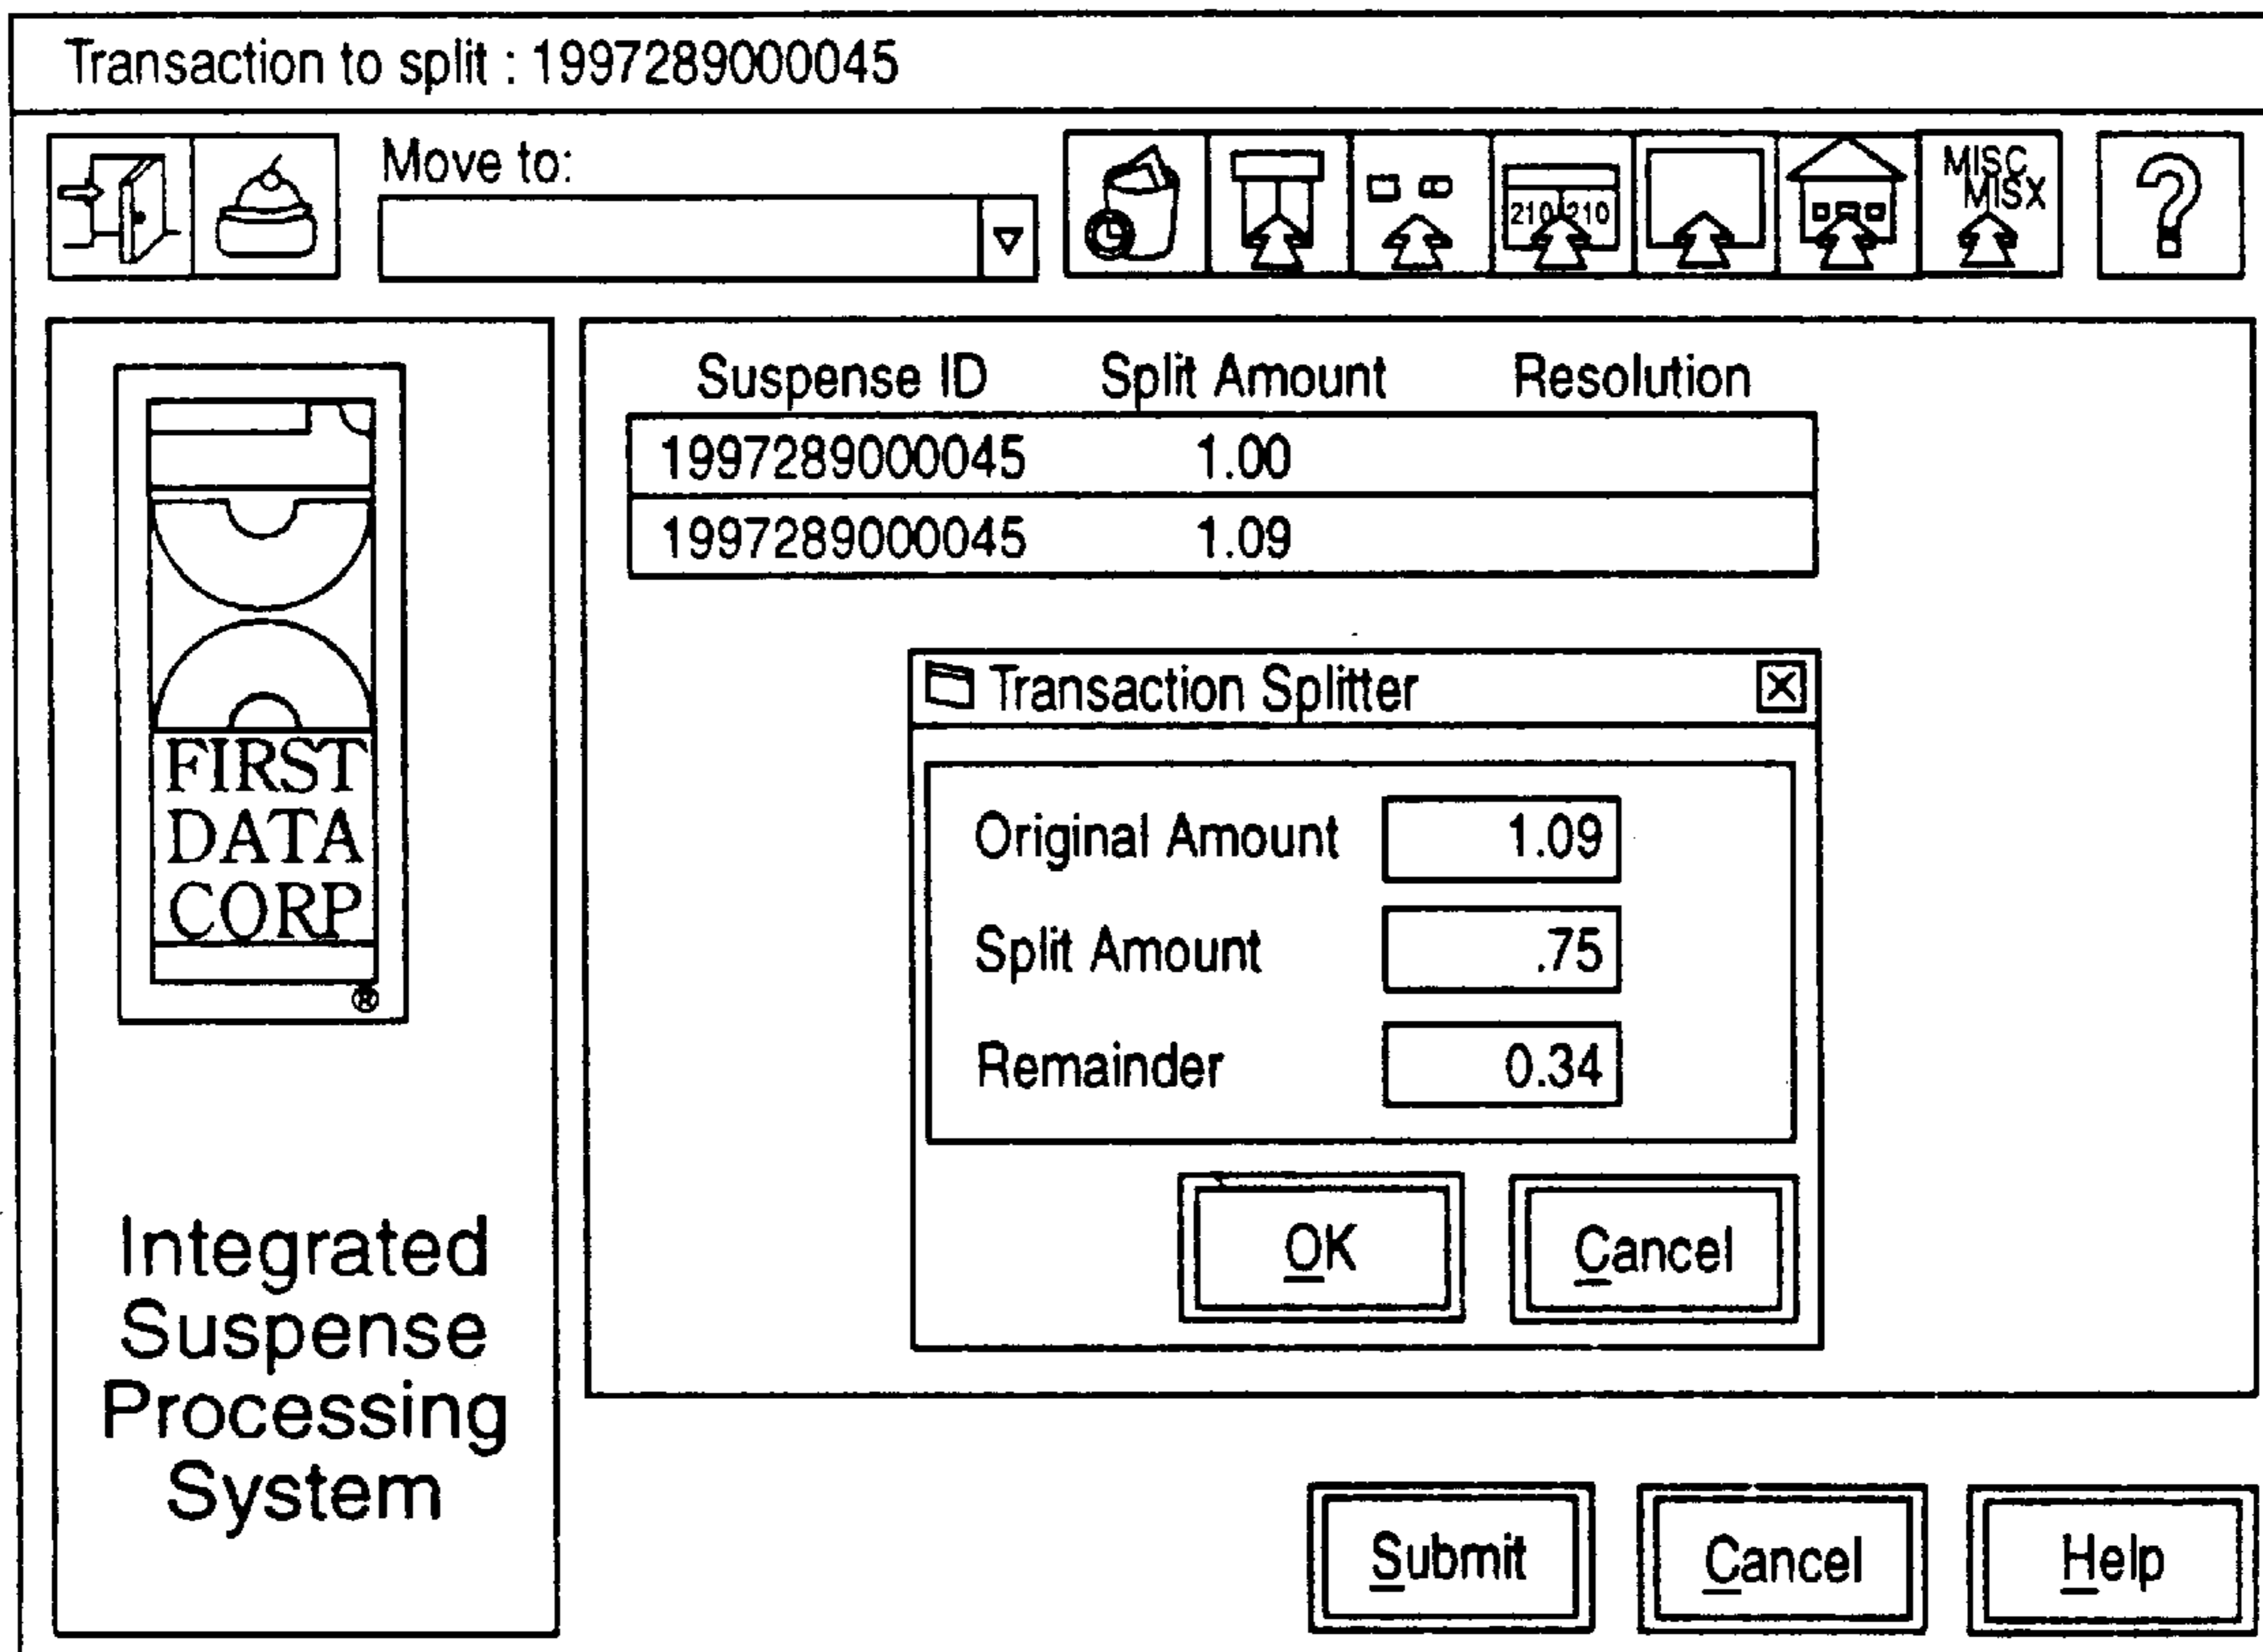 Transaction to split : 1997289000045
Move to:
210 210
MISC
MISX
?
Suspense ID Split Amount Resolution
1997289000045 1.00
1997289000045 1.09
FIRST
DATA
CORP
®
Transaction Splitter
Original Amount 1.09
Split Amount .75
Remainder 0.34
OK Cancel
Integrated
Suspense
Processing
System
Submit Cancel Help